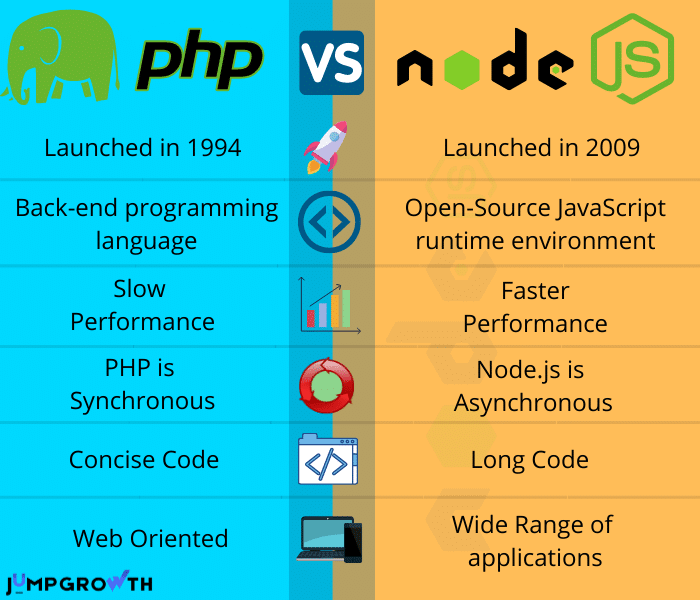 php
VS
node
JS
Launched in 1994
Launched in 2009
Back-end programming
language
Open-Source JavaScript
runtime environment
Slow
Performance
Faster
Performance
PHP is
Synchronous
Node.js is
Asynchronous
Concise Code
Long Code
Web Oriented
Wide Range of
applications
JUMPGROWTH